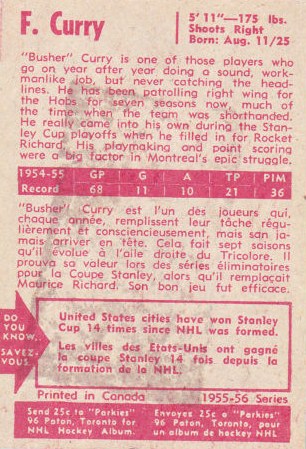 F. Curry
5' 11"—175 lbs.
Shoots Right
Born: Aug. 11/25
"Busher" Curry is one of those players who
go on year after year doing a sound, work-
manlike job, but never catching the head-
lines. He has been patrolling right wing for
the Habs for seven seasons now, much of
the time when the team was shorthanded.
He really came into his own during the Stan-
ley Cup playoffs when he filled in for Rocket
Richard. His playmaking and point scoring
were a big factor in Montreal's epic struggle.
1954-55 GP G A TP PIM
Record 68 11 10 21 36
"Busher" Curry est l'un des joueurs qui,
chaque année, remplissent leur tâche régu-
lièrement et consciencieusement, mais san ja-
mais arriver en tête. Cela fait sept saisons
qu'il évolue à l'aile droite du Tricolore. Il
prouva sa valeur lors des séries éliminatoires
pour la Coupe Stanley, alors qu'il remplaçait
Maurice Richard. Son bon jeu fut efficace.
DO
YOU
KNOW.
SAVEZ-
VOUS.
United States cities have won Stanley
Cup 14 times since NHL was formed.
Les villes des Etats-Unis ont gagné
la coupe Stanley 14 fois depuis la
formation de la NHL.
Printed in Canada 1955-56 Series
Send 25c to "Parkies"
96 Paton, Toronto for
NHL Hockey Album.
Envoyez 25c à "Parkies"
96 Paton, Toronto, pour
un album de hockey NHL